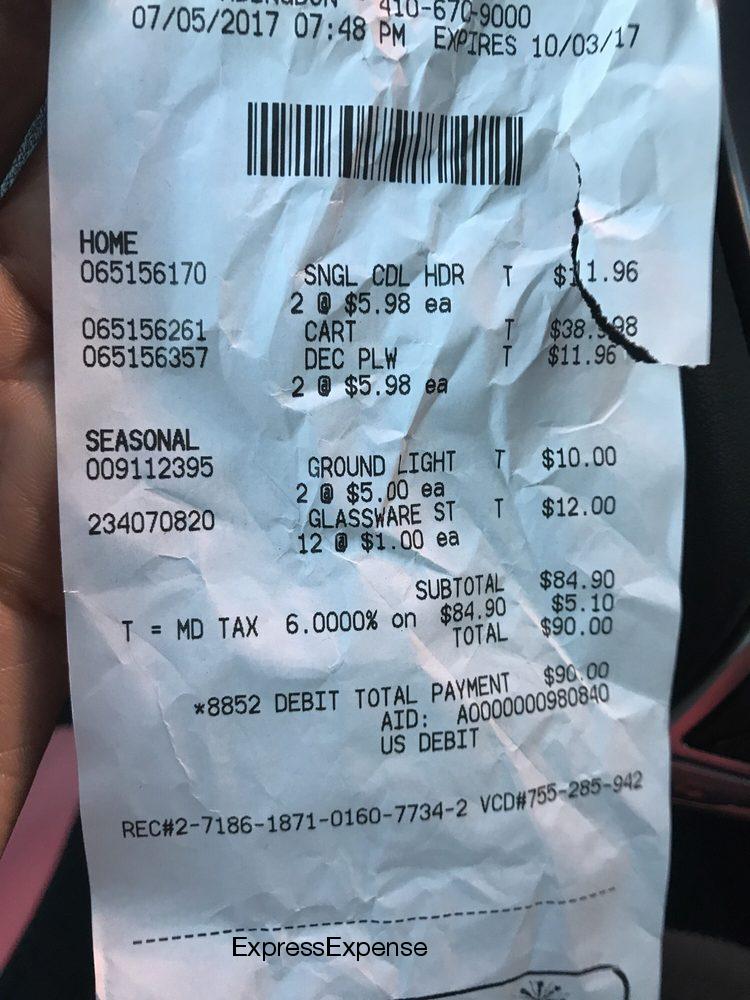 410-670-9000
07/05/2017 07:48 PM EXPIRES 10/03/17
HOME
065156170 SNGL CDL HDR T $11.96
2 @ $5.98 ea
065156261 CART T $38.98
065156357 DEC PLW T $11.96
2 @ $5.98 ea
SEASONAL
009112395 GROUND LIGHT T $10.00
2 @ $5.00 ea
234070820 GLASSWARE ST T $12.00
12 @ $1.00 ea
SUBTOTAL $84.90
T = MD TAX 6.0000% on $84.90 $5.10
TOTAL $90.00
*8852 DEBIT TOTAL PAYMENT $90.00
AID: A0000000980840
US DEBIT
REC#2-7186-1871-0160-7734-2 VCD#755-285-942
ExpressExpense